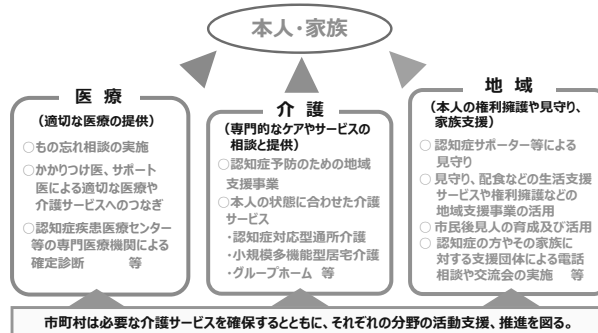 本人・家族
医 療
(適切な医療の提供)
○もの忘れ相談の実施
○かかりつけ医、サポート
医による適切な医療や
介護サービスへのつなぎ
○認知症疾患医療センター
等の専門医療機関による
確定診断 等
介 護
(専門的なケアやサービスの
相談と提供)
○認知症予防のための地域
支援事業
○本人の状態に合わせた介護
サービス
・認知症対応型通所介護
・小規模多機能型居宅介護
・グループホーム 等
地 域
(本人の権利擁護や見守り、
家族支援)
○ 認知症サポーター等による
見守り
○ 見守り、配食などの生活支援
サービスや権利擁護などの
地域支援事業の活用
○ 市民後見人の育成及び活用
○ 認知症の方やその家族に
対する支援団体による電話
相談や交流会の実施 等
市町村は必要な介護サービスを確保するとともに、それぞれの分野の活動支援、推進を図る。